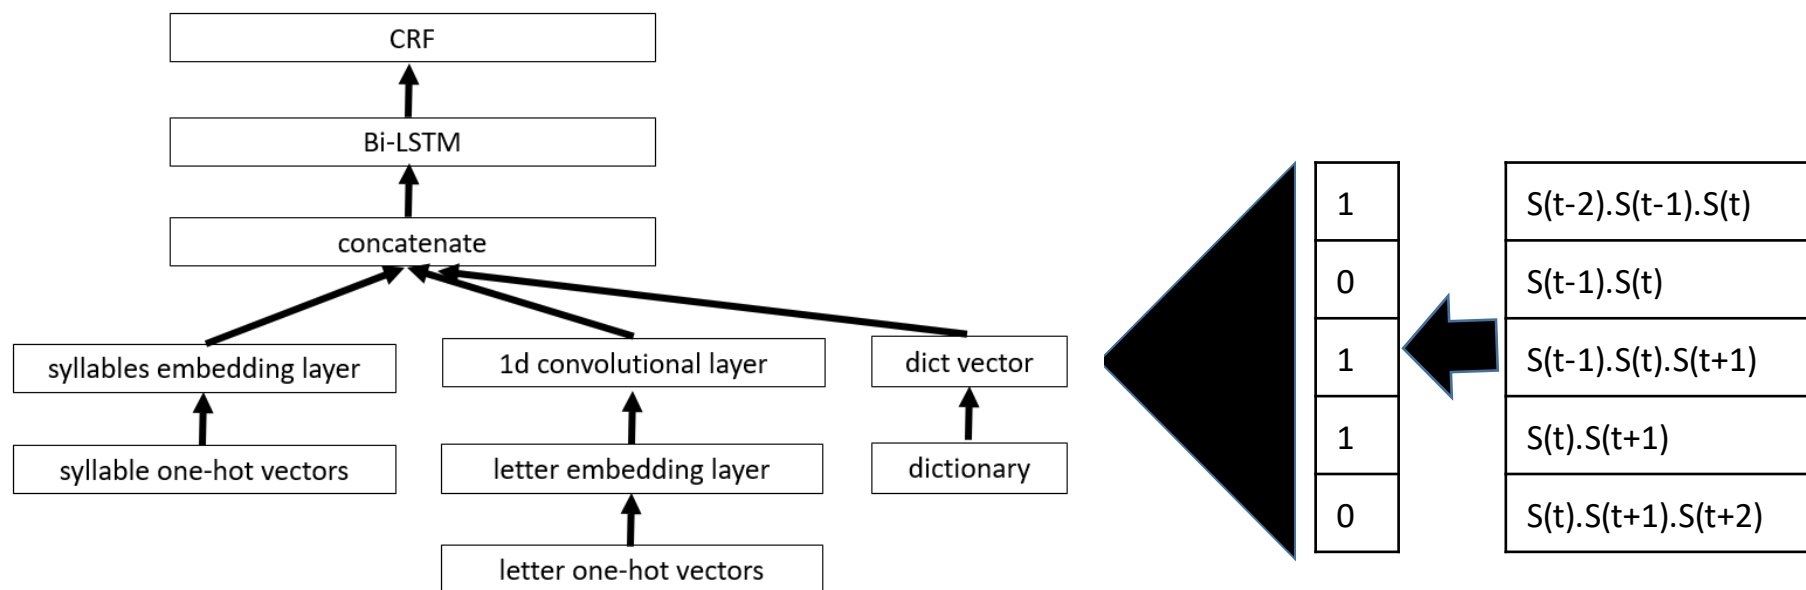 CRF
Bi-LSTM
concatenate
syllables embedding layer
1d convolutional layer
dict vector
syllable one-hot vectors
letter embedding layer
dictionary
letter one-hot vectors
1
S(t-2).S(t-1).S(t)
0
S(t-1).S(t)
1
S(t-1).S(t).S(t+1)
1
S(t).S(t+1)
0
S(t).S(t+1).S(t+2)